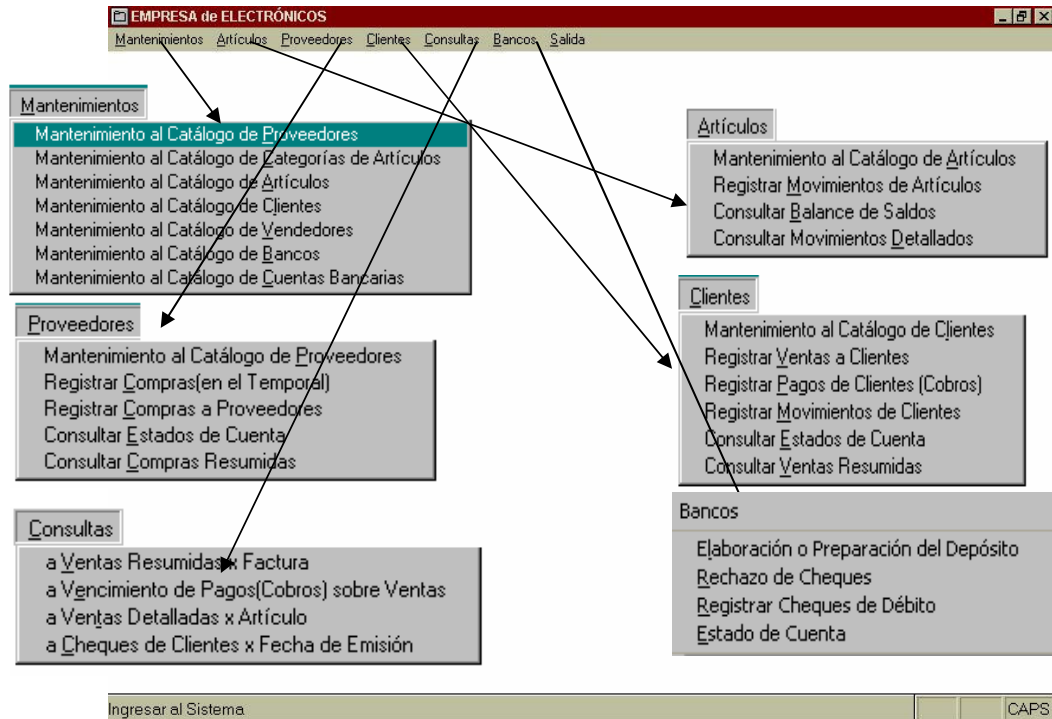 EMPRESA de ELECTRÓNICOS
Mantenimientos Artículos Proveedores Clientes Consultas Bancos Salida
Mantenimientos
Mantenimiento al Catálogo de Proveedores
Mantenimiento al Catálogo de Categorías de Artículos
Mantenimiento al Catálogo de Artículos
Mantenimiento al Catálogo de Clientes
Mantenimiento al Catálogo de Vendedores
Mantenimiento al Catálogo de Bancos
Mantenimiento al Catálogo de Cuentas Bancarias
Artículos
Mantenimiento al Catálogo de Artículos
Registrar Movimientos de Artículos
Consultar Balance de Saldos
Consultar Movimientos Detallados
Proveedores
Mantenimiento al Catálogo de Proveedores
Registrar Compras(en el Temporal)
Registrar Compras a Proveedores
Consultar Estados de Cuenta
Consultar Compras Resumidas
Clientes
Mantenimiento al Catálogo de Clientes
Registrar Ventas a Clientes
Registrar Pagos de Clientes (Cobros)
Registrar Movimientos de Clientes
Consultar Estados de Cuenta
Consultar Ventas Resumidas
Consultas
a Ventas Resumidas x Factura
a Vencimiento de Pagos(Cobros) sobre Ventas
a Ventas Detalladas x Artículo
a Cheques de Clientes x Fecha de Emisión
Bancos
Elaboración o Preparación del Depósito
Rechazo de Cheques
Registrar Cheques de Débito
Estado de Cuenta
Ingresar al Sistema
CAPS